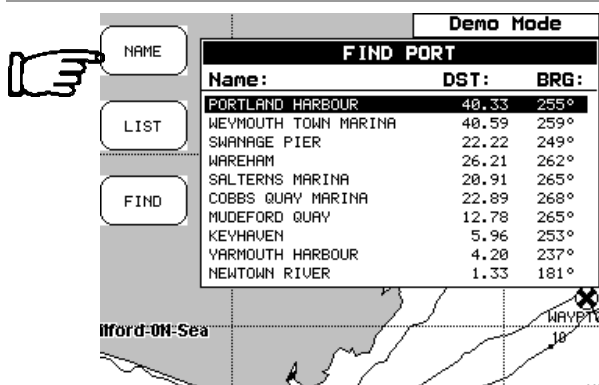 Demo Mode
NAME
LIST
FIND
FIND PORT
Name: DST: BRG:
PORTLAND HARBOUR 40.33 255°
WEYMOUTH TOWN MARINA 40.59 259°
SWANAGE PIER 22.22 249°
WAREHAM 26.21 262°
SALTERNS MARINA 20.91 265°
COBBS QUAY MARINA 22.89 268°
MUDEFORD QUAY 12.78 265°
KEYHAVEN 5.96 253°
YARMOUTH HARBOUR 4.20 237°
NEWTOWN RIVER 1.33 181°
WAYPT
ilford-ON-Sea
10